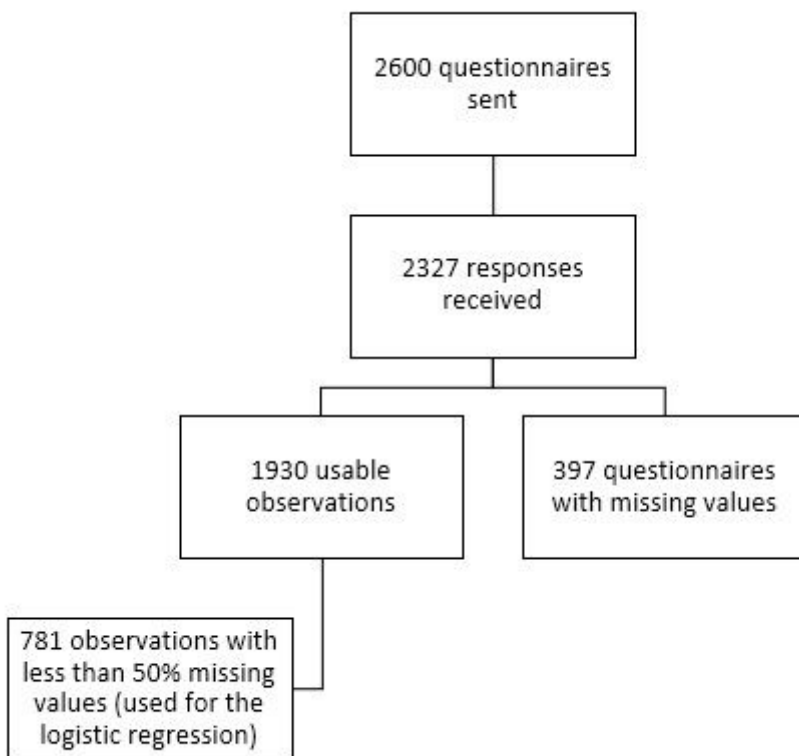 2600 questionnaires
sent
2327 responses
received
1930 usable
observations
397 questionnaires
with missing values
781 observations with
less than 50% missing
values (used for the
logistic regression)